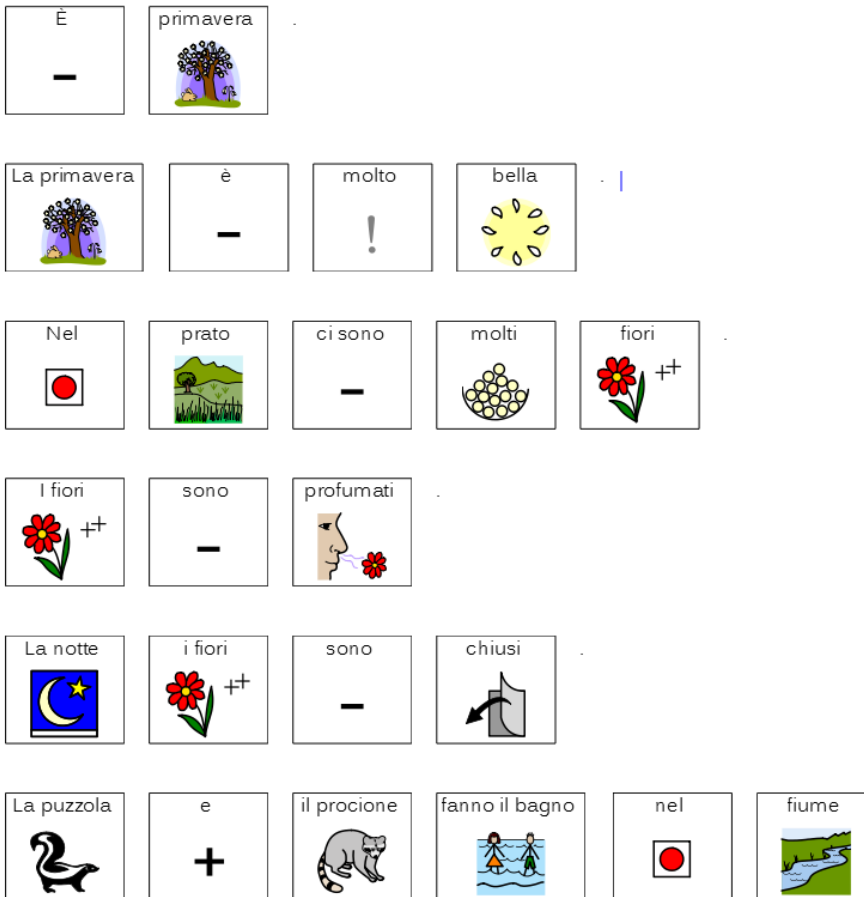 È primavera .
La primavera è molto bella .
Nel prato ci sono molti fiori .
I fiori sono profumati .
La notte i fiori sono chiusi .
La puzzola e il procione fanno il bagno nel fiume